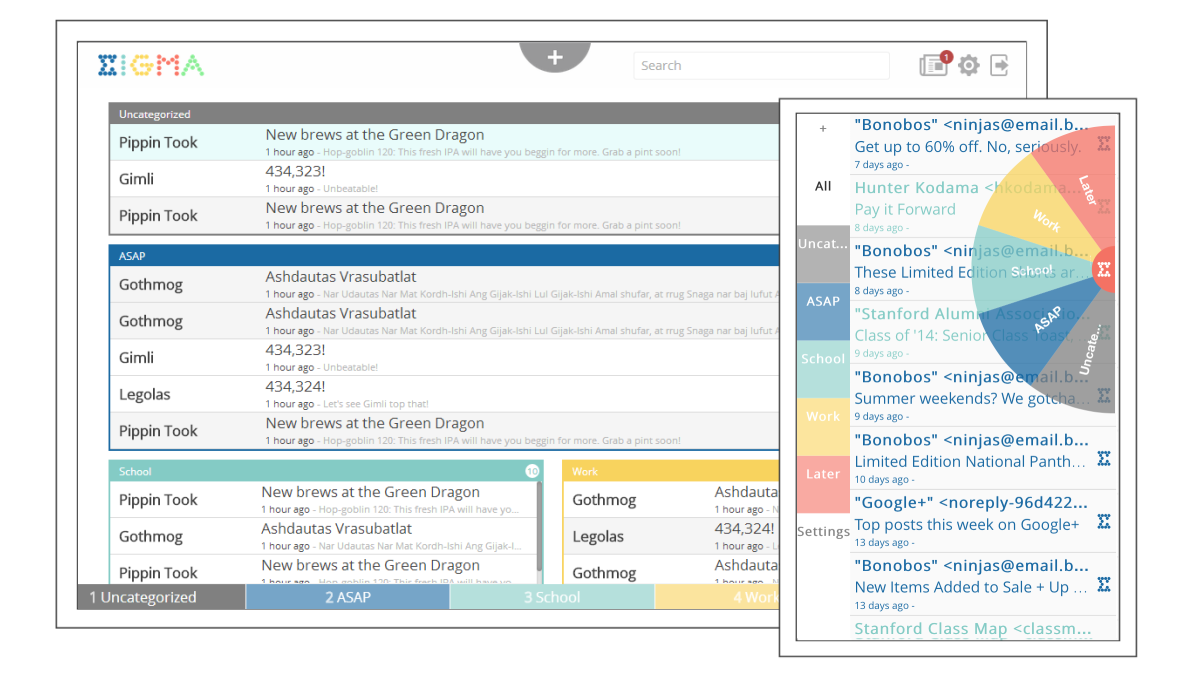 ΣIGMA
+
Search
1
Uncategorized
Pippin Took
New brews at the Green Dragon
1 hour ago - Hop-goblin 120: This fresh IPA will have you beggin for more. Grab a pint soon!
Gimli
434,323!
1 hour ago - Unbeatable!
Pippin Took
New brews at the Green Dragon
1 hour ago - Hop-goblin 120: This fresh IPA will have you beggin for more. Grab a pint soon!
ASAP
Gothmog
Ashdautas Vrasubatlat
1 hour ago - Nar Udautas Nar Mat Kordh-Ishi Ang Gijak-Ishi Lul Gijak-Ishi Amal shufar, at rrug Snaga nar baj lufut
Gothmog
Ashdautas Vrasubatlat
1 hour ago - Nar Udautas Nar Mat Kordh-Ishi Ang Gijak-Ishi Lul Gijak-Ishi Amal shufar, at rrug Snaga nar baj lufut
Gimli
434,323!
1 hour ago - Unbeatable!
Legolas
434,324!
1 hour ago - Let's see Gimli top that!
Pippin Took
New brews at the Green Dragon
1 hour ago - Hop-goblin 120: This fresh IPA will have you beggin for more. Grab a pint soon!
School
10
Pippin Took
New brews at the Green Dragon
1 hour ago - Hop-goblin 120: This fresh IPA will have yo...
Gothmog
Ashdautas Vrasubatlat
1 hour ago - Nar Udautas Nar Mat Kordh-Ishi Ang Gijak-I...
Pippin Took
New brews at the Green Dragon
1 hour ago - Hop-goblin 120: This fresh IPA will have yo...
Work
Gothmog
Ashdauta
1 hour ago - N
Legolas
434,324!
1 hour ago - L
Gothmog
Ashdauta
1 hour ago - N
1 Uncategorized
2 ASAP
3 School
4 Work
+
All
Uncat...
ASAP
School
Work
Later
Settings
"Bonobos" <ninjas@email.b...
Get up to 60% off. No, seriously.
7 days ago -
Hunter Kodama <hkodama...
Pay it Forward
8 days ago -
"Bonobos" <ninjas@email.b...
These Limited Edition ar...
8 days ago -
"Stanford Alumni Associatio...
Class of '14: Senior Class Toast,
9 days ago -
"Bonobos" <ninjas@email.b...
Summer weekends? We gotcha
9 days ago -
"Bonobos" <ninjas@email.b...
Limited Edition National Panth...
10 days ago -
"Google+" <noreply-96d422...
Top posts this week on Google+
13 days ago -
"Bonobos" <ninjas@email.b...
New Items Added to Sale + Up ...
13 days ago -
Stanford Class Map <classm...
Later
Work
School
ASAP
Uncate...